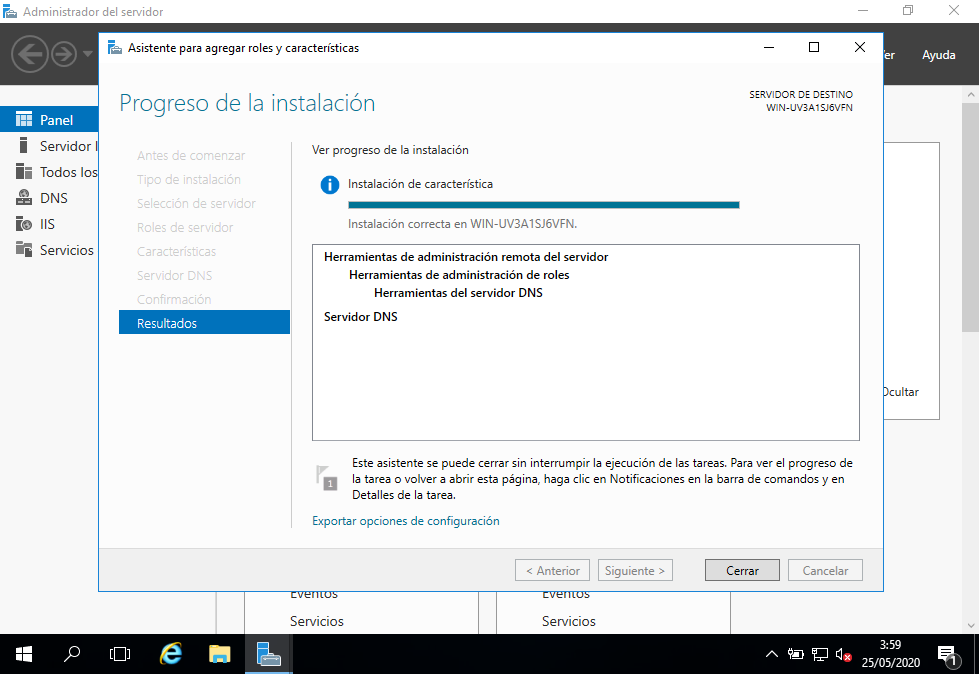 Administrador del servidor
Asistente para agregar roles y características
Ayuda
Progreso de la instalación
SERVIDOR DE DESTINO
WIN-UV3A1SJ6VFN
Panel
Servidor
Todos los
DNS
IIS
Servicios
Antes de comenzar
Tipo de instalación
Selección de servidor
Roles de servidor
Características
Servidor DNS
Confirmación
Resultados
Ver progreso de la instalación
Instalación de característica
Instalación correcta en WIN-UV3A1SJ6VFN.
Herramientas de administración remota del servidor
Herramientas de administración de roles
Herramientas del servidor DNS
Servidor DNS
Ocultar
1
Este asistente se puede cerrar sin interrumpir la ejecución de las tareas. Para ver el progreso de
la tarea o volver a abrir esta página, haga clic en Notificaciones en la barra de comandos y en
Detalles de la tarea.
Exportar opciones de configuración
< Anterior
Siguiente >
Cerrar
Cancelar
Eventos
Eventos
Servicios
Servicios
3:59
25/05/2020
1